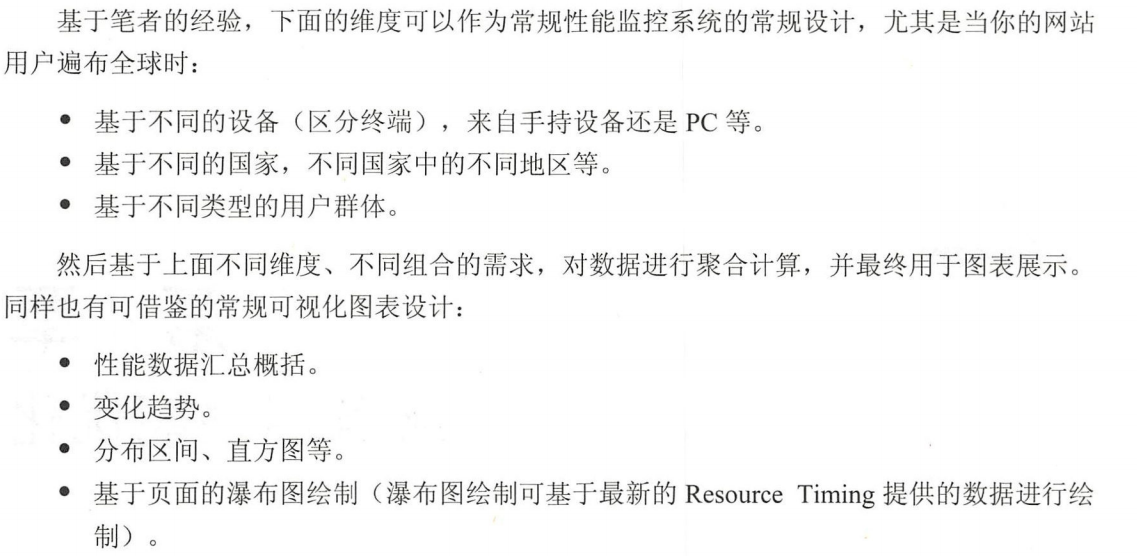 基于笔者的经验，下面的维度可以作为常规性能监控系统的常规设计，尤其是当你的网站
用户遍布全球时：
● 基于不同的设备（区分终端），来自手持设备还是 PC 等。
● 基于不同的国家，不同国家中的不同地区等。
● 基于不同类型的用户群体。
然后基于上面不同维度、不同组合的需求，对数据进行聚合计算，并最终用于图表展示。
同样也有可借鉴的常规可视化图表设计：
● 性能数据汇总概括。
● 变化趋势。
● 分布区间、直方图等。
● 基于页面的瀑布图绘制（瀑布图绘制可基于最新的 Resource Timing 提供的数据进行绘
制）。